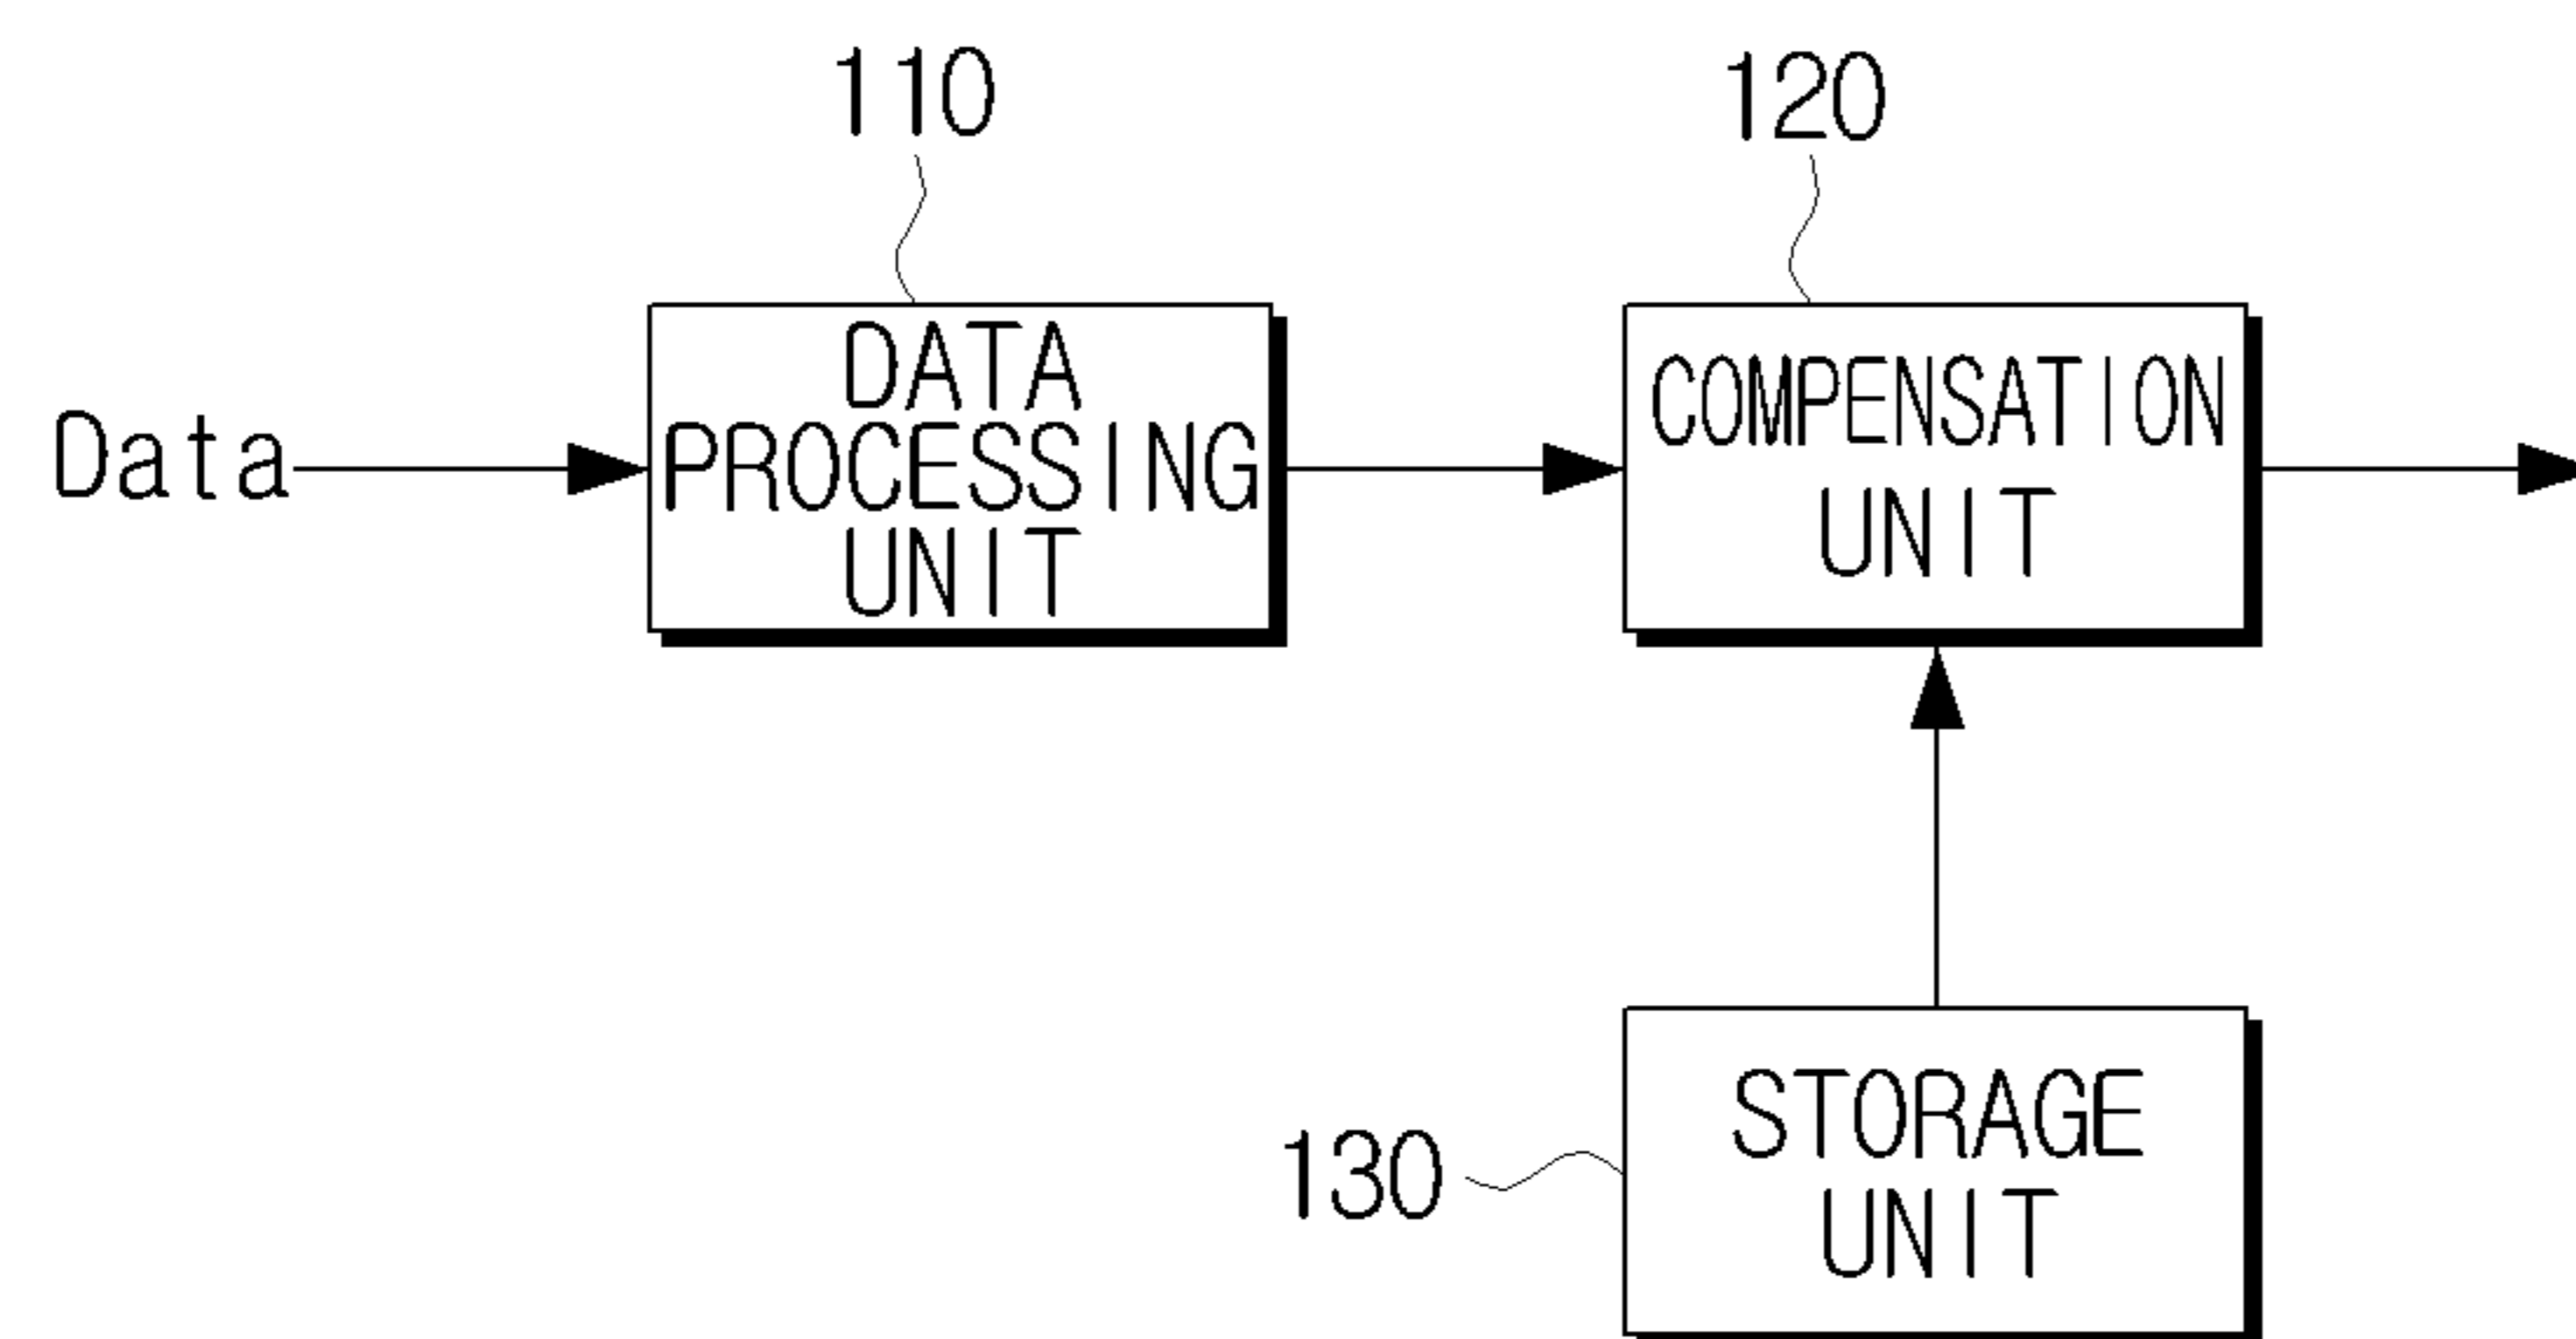 110
120
Data
DATA
PROCESSING
UNIT
COMPENSATION
UNIT
130
STORAGE
UNIT